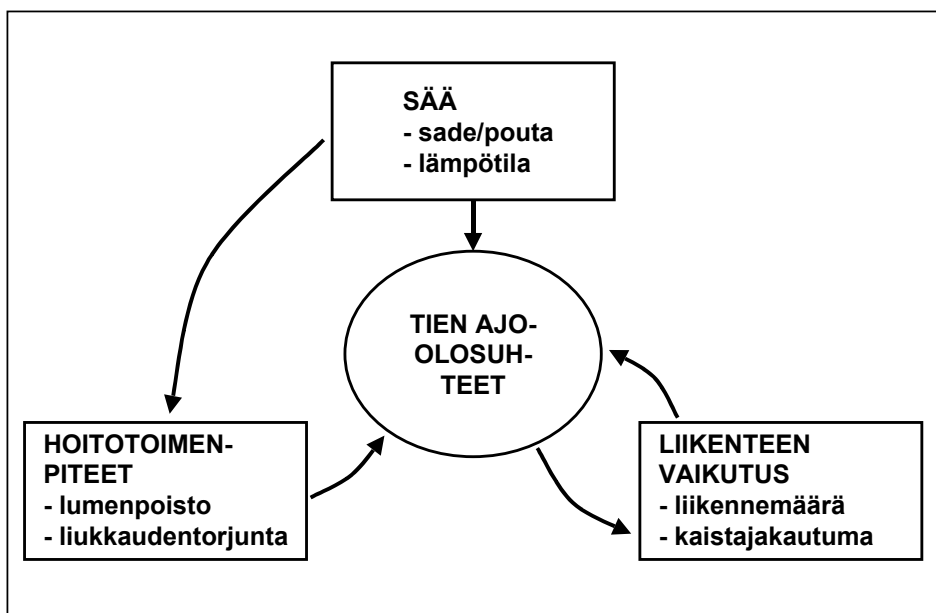 SÄÄ
- sade/pouta
- lämpötila
TIEN AJO-
OLOSUH-
TEET
HOITOTOIMEN-
PITEET
- lumenpoisto
- liukkaudentorjunta
LIIKENTEEN
VAIKUTUS
- liikennemäärä
- kaistajakautuma